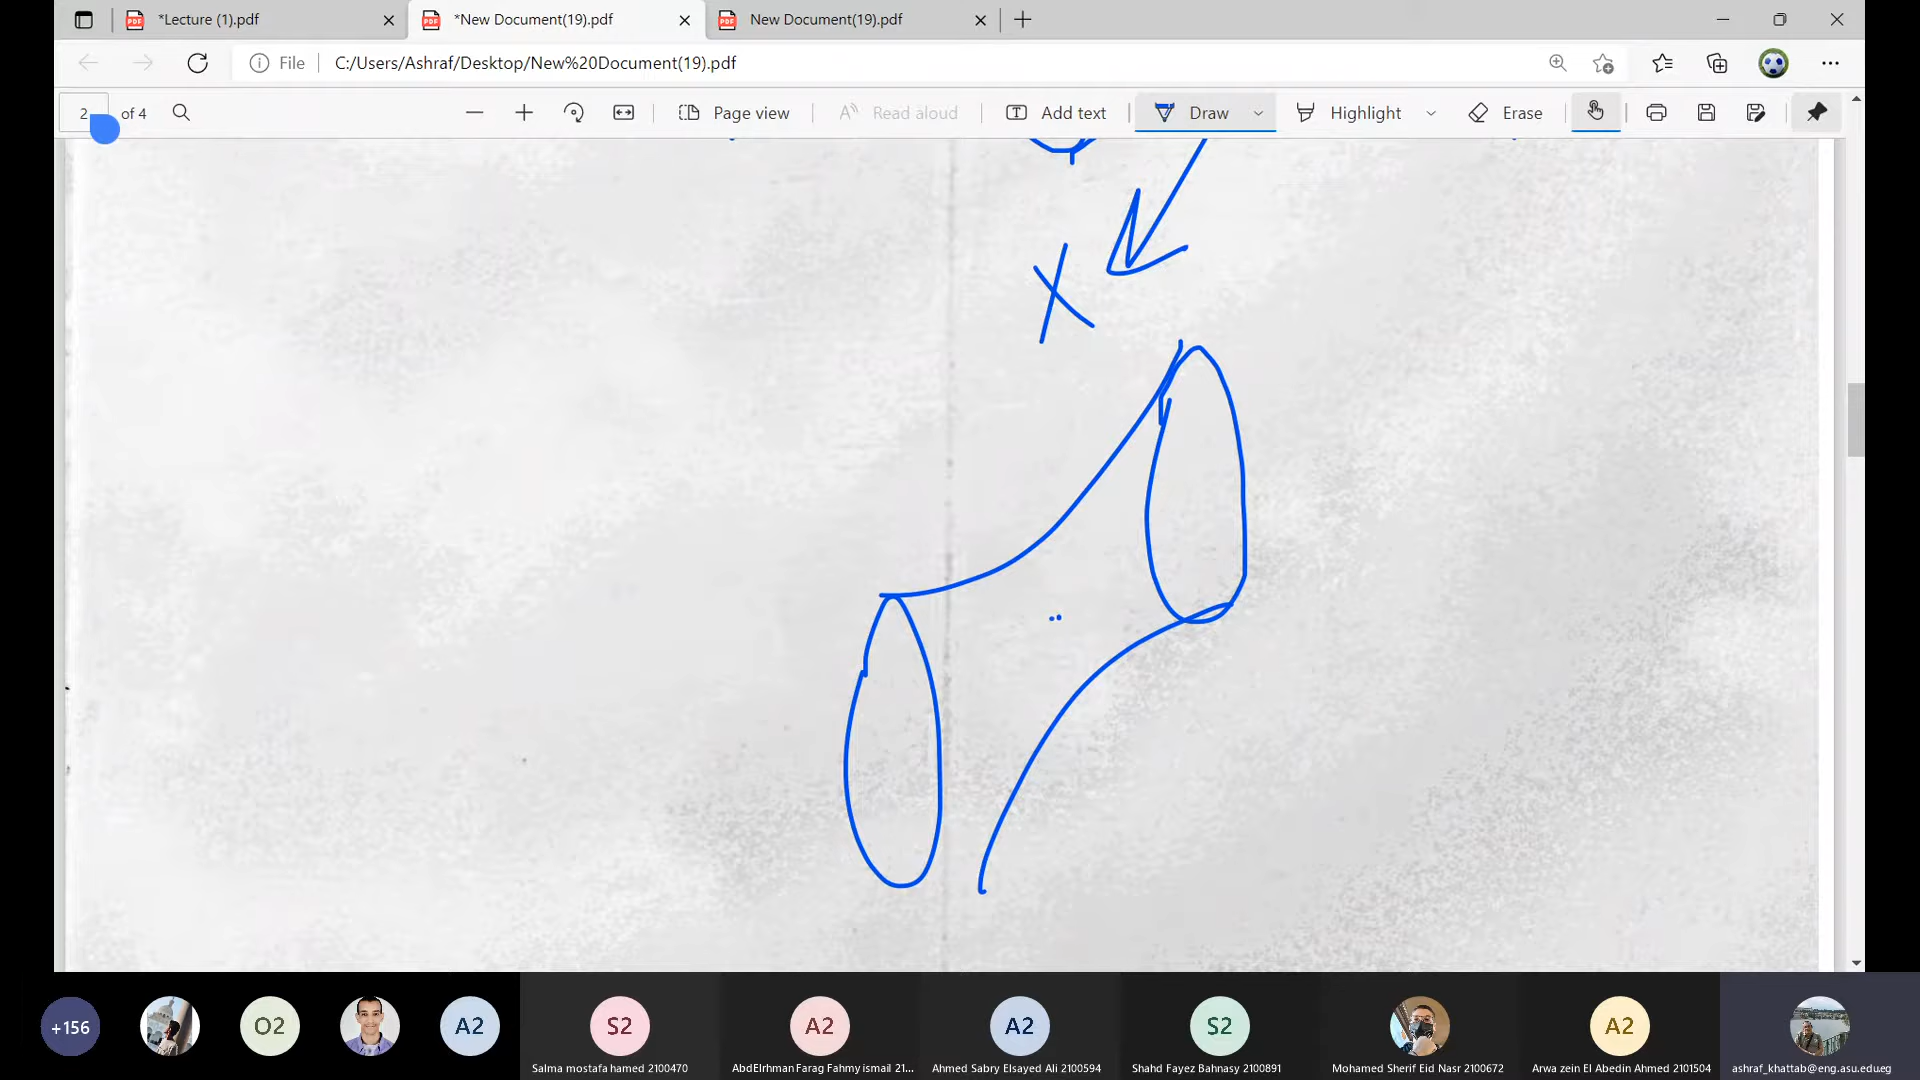 *Lecture (1).pdf
*New Document(19).pdf
New Document(19).pdf
File
C:/Users/Ashraf/Desktop/New%20Document(19).pdf
2 of 4
Page view
Read aloud
Add text
Draw
Highlight
Erase
X
+156
O2
A2
S2
A2
A2
S2
A2
Salma mostafa hamed 2100470
AbdElrhman Farag Fahmy ismail 21...
Ahmed Sabry Elsayed Ali 2100594
Shahd Fayez Bahnasy 2100891
Mohamed Sherif Eid Nasr 2100672
Arwa zein El Abedin Ahmed 2101504
ashraf_khattab@eng.asu.edu.eg